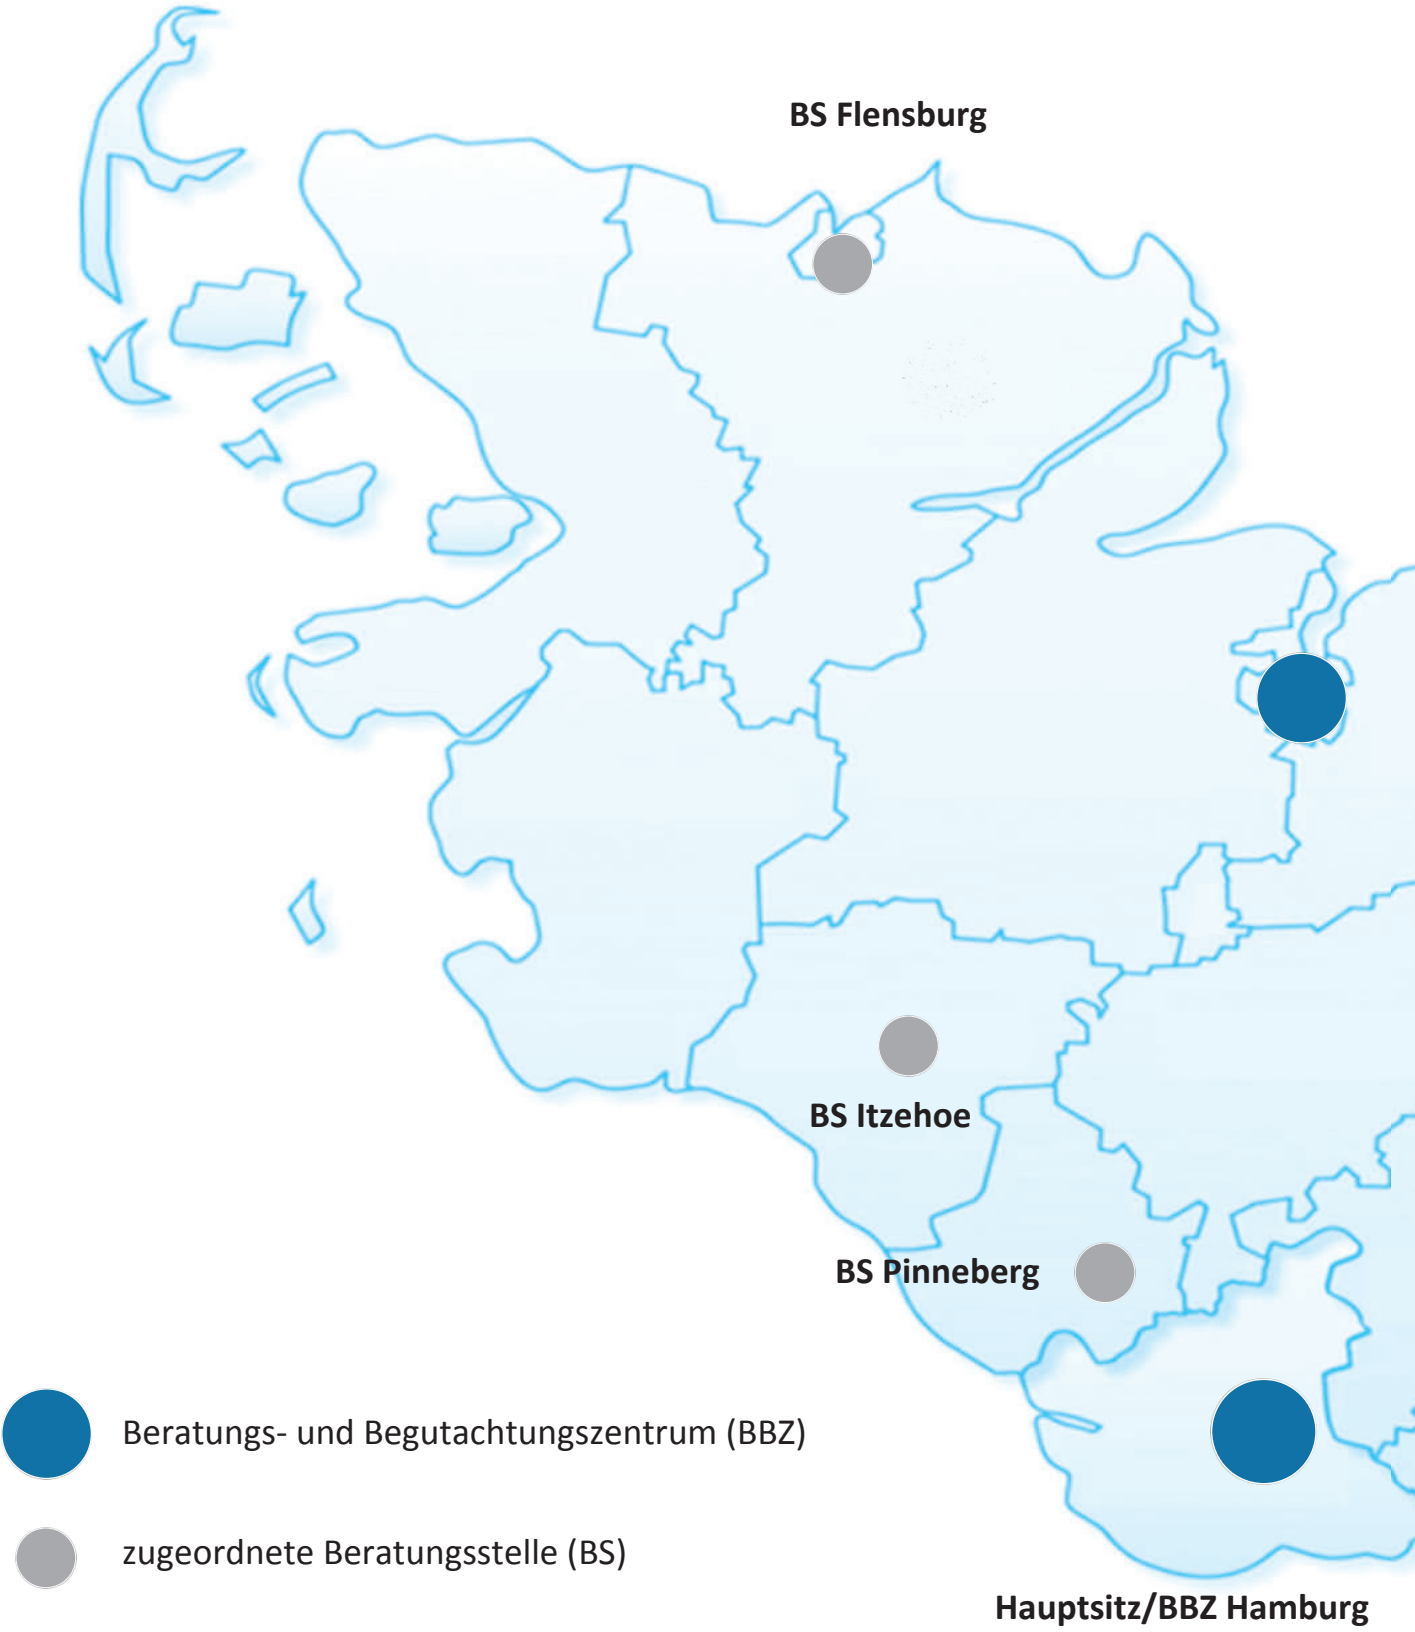 BS Flensburg
BS Itzehoe
BS Pinneberg
Beratungs- und Begutachtungszentrum (BBZ)
zugeordnete Beratungsstelle (BS)
Hauptsitz/BBZ Hamburg